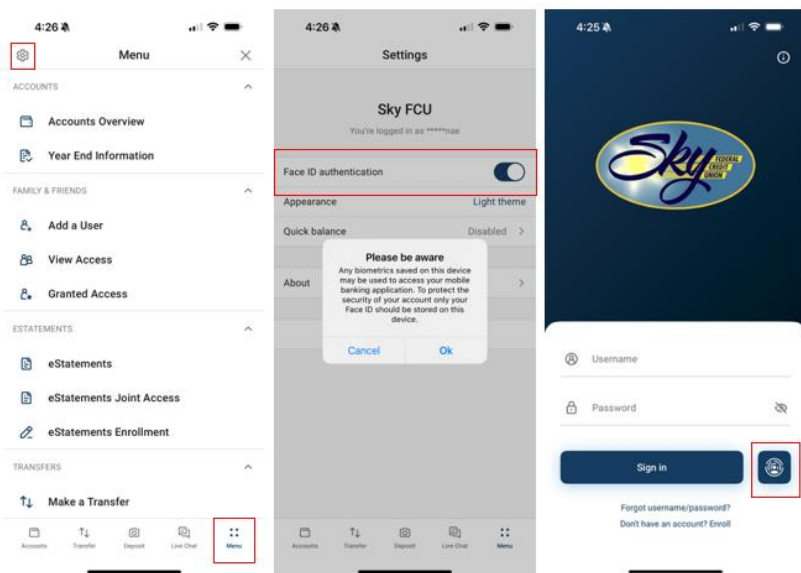 4:26
Menu
ACCOUNTS
Accounts Overview
Year End Information
FAMILY & FRIENDS
Add a User
View Access
Granted Access
ESTATEMENTS
eStatements
eStatements Joint Access
eStatements Enrollment
TRANSFERS
Make a Transfer
Accounts
Transfer
Deposit
Live Chat
Menu
4:26
Settings
Sky FCU
You're logged in as *****nae
Face ID authentication
Appearance
Light theme
Quick balance
Disabled
About
Please be aware
Any biometrics saved on this device
may be used to access your mobile
banking application. To protect the
security of your account only your
Face ID should be stored on this
device.
Cancel
Ok
Accounts
Transfer
Deposit
Live Chat
Menu
4:25
Sky
FEDERAL
CREDIT
UNION
Username
Password
Sign in
Forgot username/password?
Don't have an account? Enroll